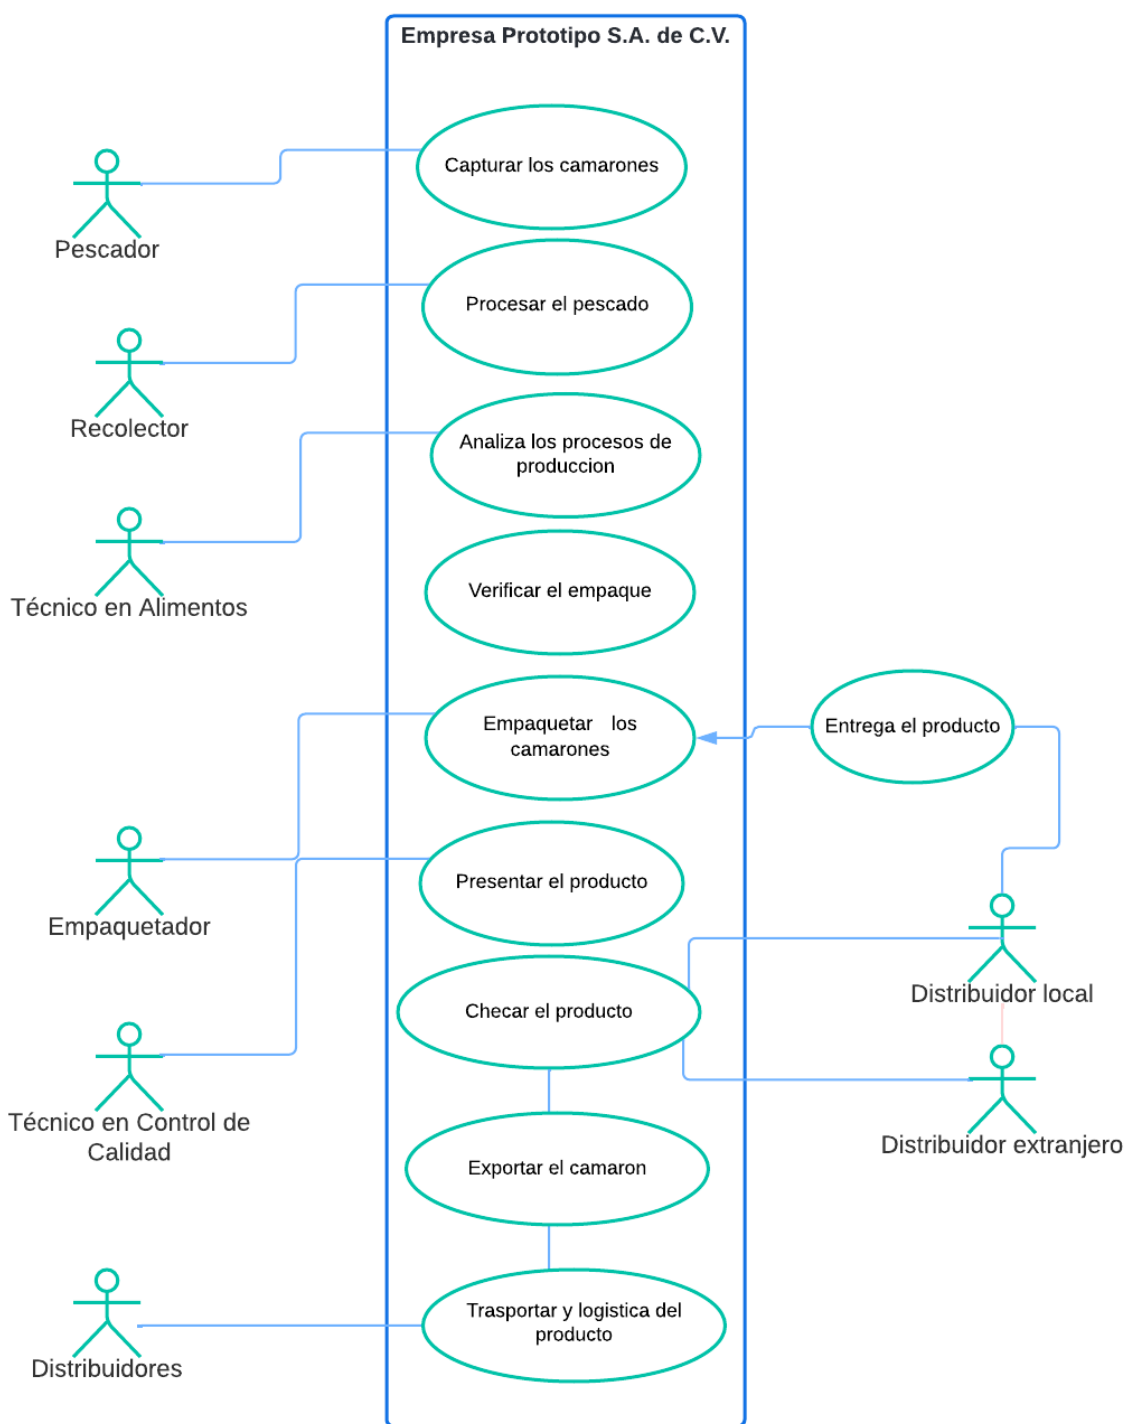 Empresa Prototipo S.A. de C.V.
Capturar los camarones
Pescador
Procesar el pescado
Recolector
Analiza los procesos de
produccion
Técnico en Alimentos
Verificar el empaque
Empaquetar los
camarones
Entrega el producto
Presentar el producto
Empaquetador
Distribuidor local
Checar el producto
Técnico en Control de
Calidad
Distribuidor extranjero
Exportar el camaron
Trasportar y logistica del
producto
Distribuidores